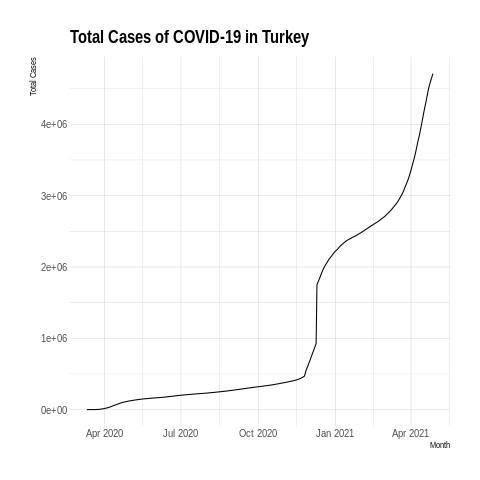 Total Cases of COVID-19 in Turkey
Total Cases
4e+06
3e+06
2e+06
1e+06
0e+00
Apr 2020 Jul 2020 Oct 2020 Jan 2021 Apr 2021
Month